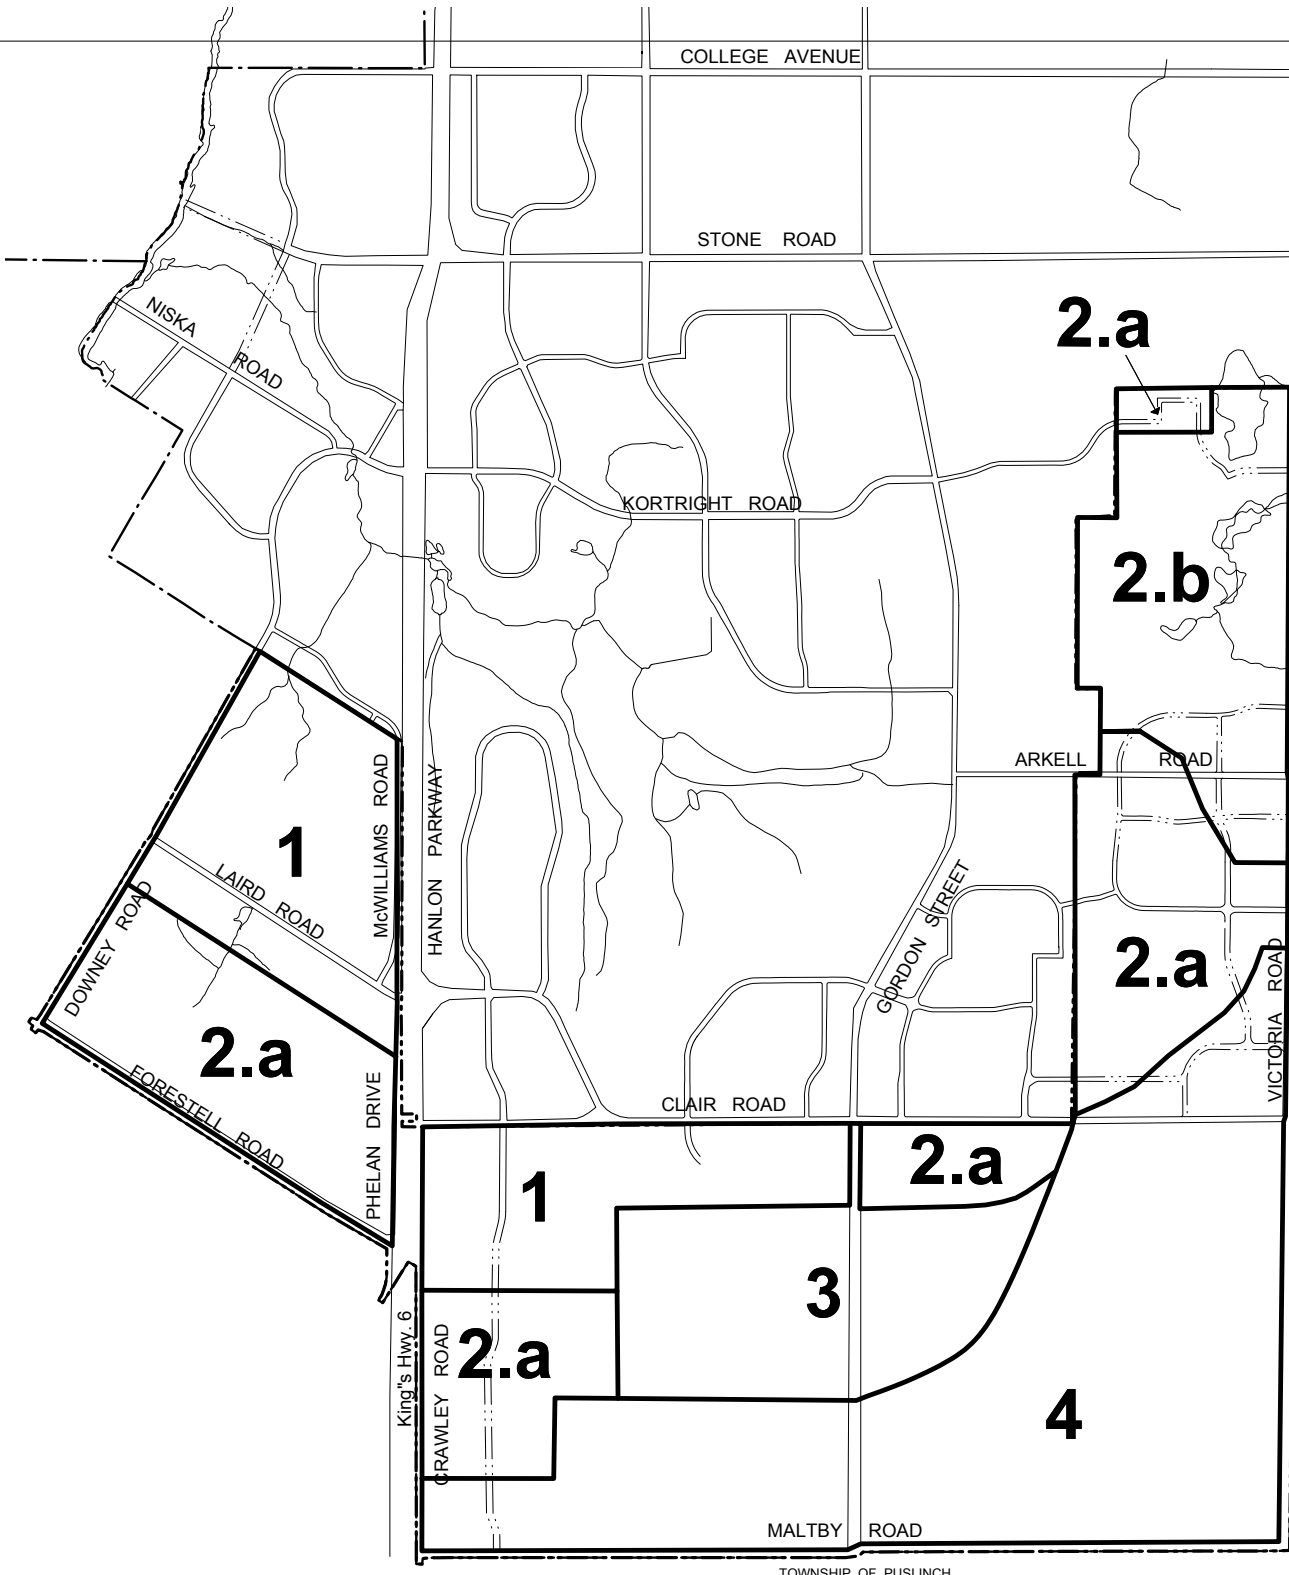 COLLEGE AVENUE
STONE ROAD
NISKA ROAD
2.a
KORTRIGHT ROAD
2.b
ARKELL ROAD
McWILLIAMS ROAD
HANLON PARKWAY
1
LAIRD ROAD
GORDON STREET
DOWNEY ROAD
2.a
VICTORIA ROAD
2.a
FORESTELL ROAD
PHELAN DRIVE
CLAIR ROAD
2.a
1
3
King"s Hwy. 6
CRAWLEY ROAD
2.a
4
MALTBY ROAD
TOWNSHIP OF PUSLINCH